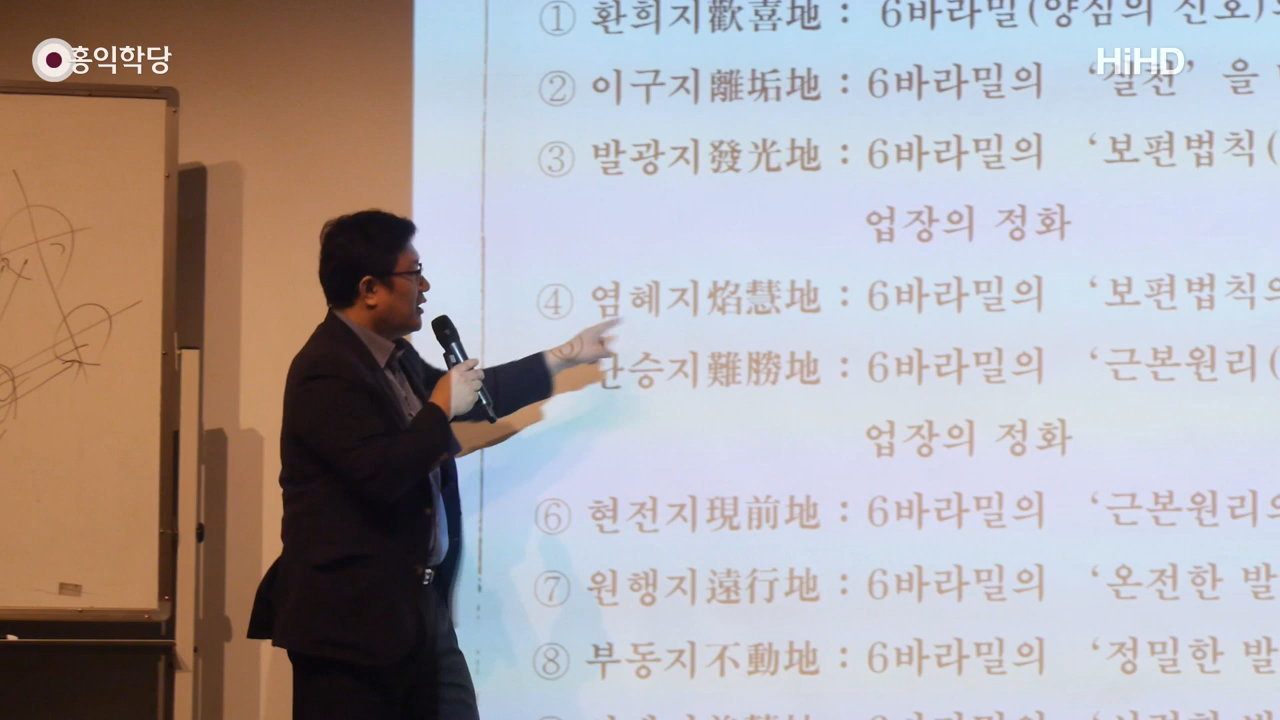 홍익학당
HiHD
① 환희지歡喜地 : 6바라밀(양심의 신호)
② 이구지離垢地 : 6바라밀의 ‘실천’ 을
③ 발광지發光地 : 6바라밀의 ‘보편법칙(
업장의 정화
④ 염혜지焰慧地 : 6바라밀의 ‘보편법칙의
난승지難勝地 : 6바라밀의 ‘근본원리(
업장의 정화
⑥ 현전지現前地 : 6바라밀의 ‘근본원리의
⑦ 원행지遠行地 : 6바라밀의 ‘온전한 발
⑧ 부동지不動地 : 6바라밀의 ‘정밀한 발